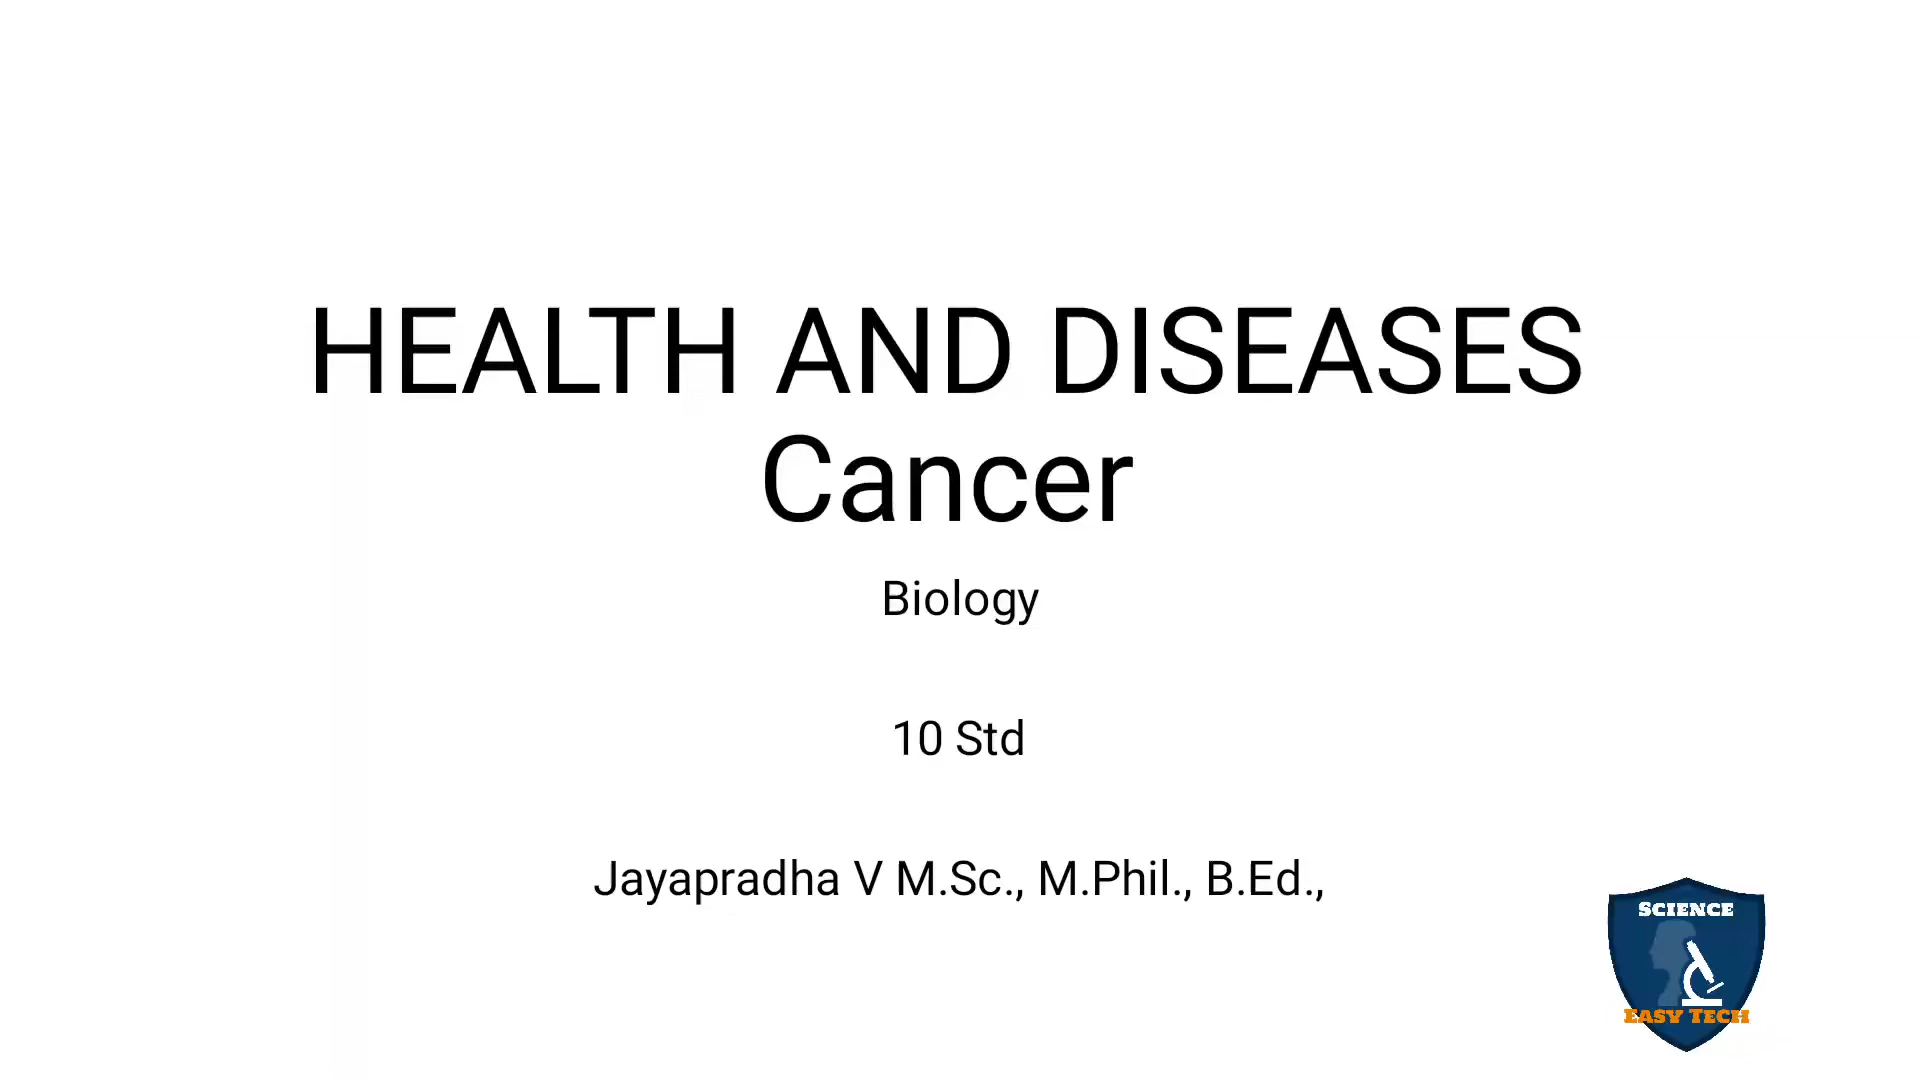 HEALTH AND DISEASES
Cancer
Biology
10 Std
Jayapradha V M.Sc., M.Phil., B.Ed.,
SCIENCE
EASY TECH